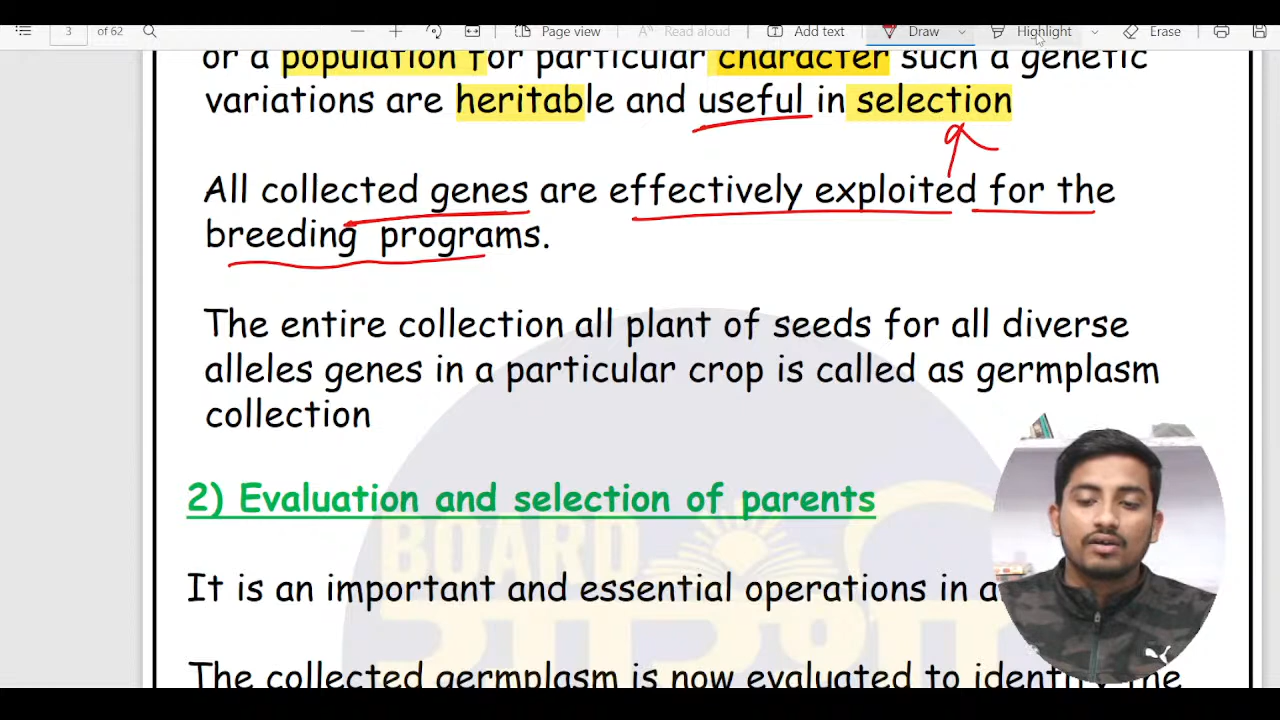 3 of 62 Page view Read aloud Add text Draw Highlight Erase
or a population for particular character such a genetic
variations are heritable and useful in selection
All collected genes are effectively exploited for the
breeding programs.
The entire collection all plant of seeds for all diverse
alleles genes in a particular crop is called as germplasm
collection
2) Evaluation and selection of parents
It is an important and essential operations in a
The collected germplasm is now evaluated to identify the
BOARD